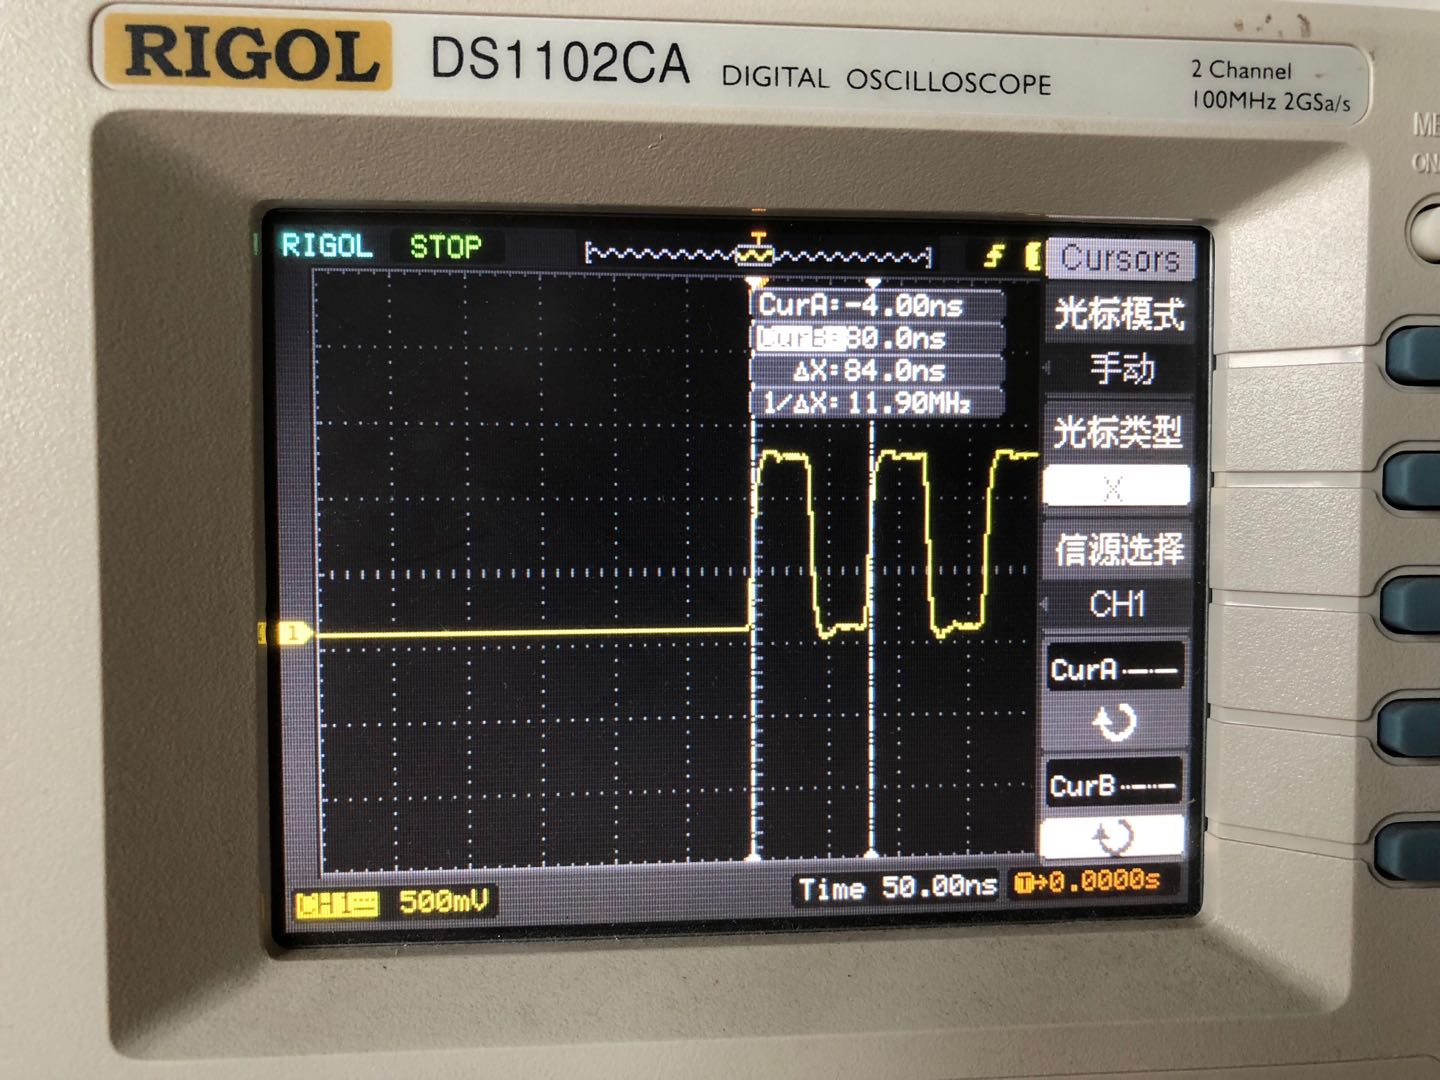 RIGOL DS1102CA DIGITAL OSCILLOSCOPE
2 Channel
100MHz 2GSa/s
RIGOL STOP
T
Cursors
CurA:-4.00ns
CurB:80.0ns
ΔX:84.0ns
1/ΔX:11.90MHz
光标模式
手动
光标类型
X
信源选择
CH1
CurA
CurB
1
CH1 500mV
Time 50.00ns
T→0.0000s